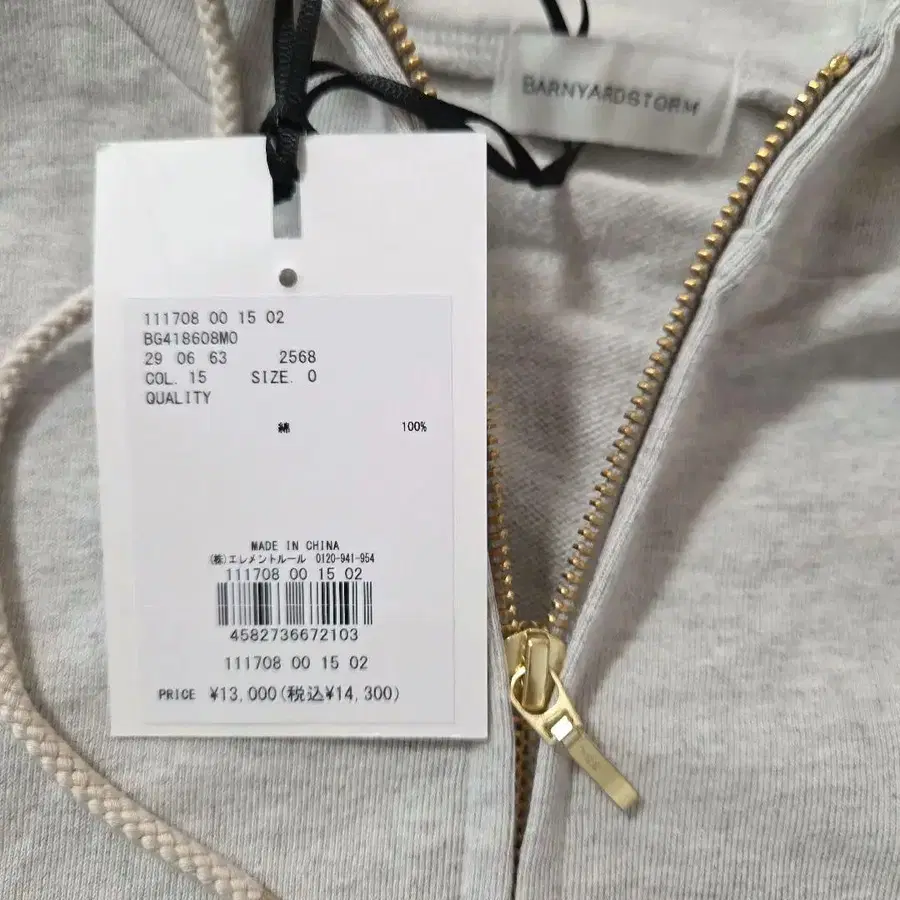 BARNYARDSTORM
111708 00 15 02
BG418608MO
29 06 63 2568
COL. 15 SIZE. 0
QUALITY
綿 100%
MADE IN CHINA
(株)エレメントルール 0120-941-954
111708 00 15 02
4582736672103
111708 00 15 02
PRICE ¥13,000(税込¥14,300)